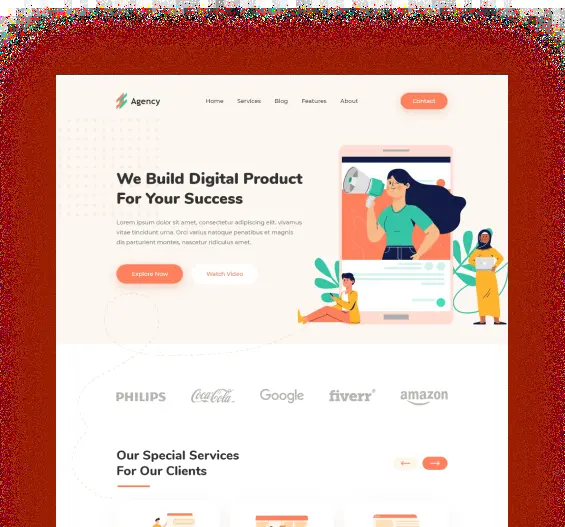 Agency
Home Services Blog Features About Contact
We Build Digital Product
For Your Success
Lorem ipsum dolor sit amet, consectetur adipiscing elit. vivamus
vitae tincidunt urna. Orci varius natoque penatibus et magnis
dis parturient montes, nascetur ridiculus amet.
Explore Now Watch Video
PHILIPS Coca-Cola Google fiverr amazon
Our Special Services
For Our Clients